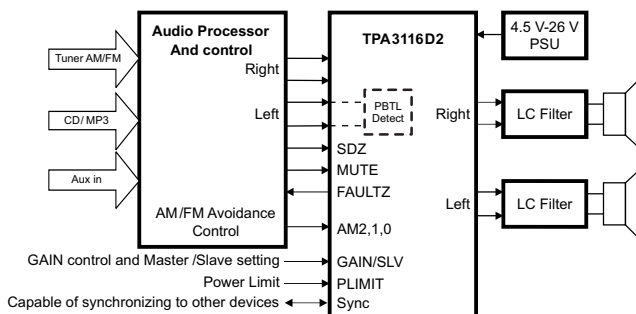 Audio Processor
And control
TPA3116D2
4.5 V-26 V
PSU
Tuner AM/FM
Right
CD/ MP3
Left
PBTL
Detect
Right
LC Filter
SDZ
MUTE
Aux in
FAULTZ
Left
LC Filter
AM/FM Avoidance
Control
AM2,1,0
GAIN control and Master /Slave setting
GAIN/SLV
Power Limit
PLIMIT
Capable of synchronizing to other devices
Sync